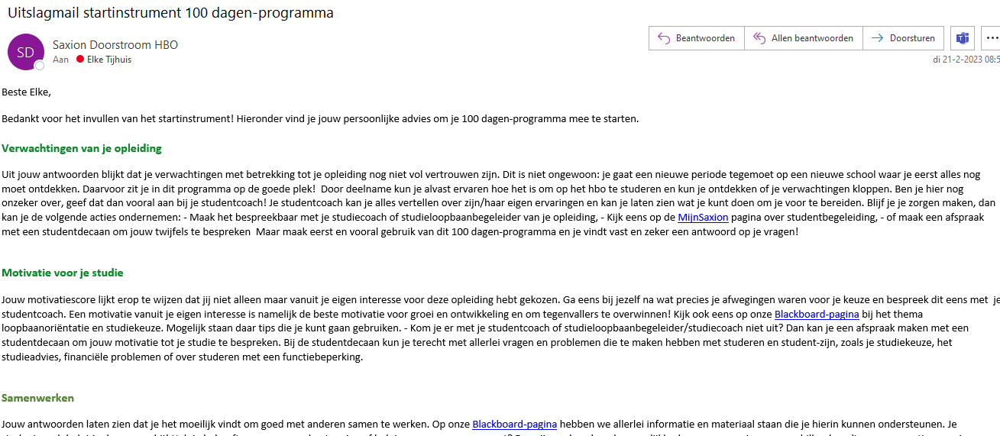 Uitslagmail startinstrument 100 dagen-programma
SD
Saxion Doorstroom HBO
Aan Elke Tijhuis
Beantwoorden
Allen beantwoorden
Doorsturen
di 21-2-2023 08:5
Beste Elke,
Bedankt voor het invullen van het startinstrument! Hieronder vind je jouw persoonlijke advies om je 100 dagen-programma mee te starten.
Verwachtingen van je opleiding
Uit jouw antwoorden blijkt dat je verwachtingen met betrekking tot je opleiding nog niet vol vertrouwen zijn. Dit is niet ongewoon: je gaat een nieuwe periode tegemoet op een nieuwe school waar je eerst alles nog
moet ontdekken. Daarvoor zit je in dit programma op de goede plek!  Door deelname kun je alvast ervaren hoe het is om op het hbo te studeren en kun je ontdekken of je verwachtingen kloppen. Ben je hier nog
onzeker over, geef dat dan vooral aan bij je studentcoach! Je studentcoach kan je alles vertellen over zijn/haar eigen ervaringen en kan je laten zien wat je kunt doen om je voor te bereiden. Blijf je je zorgen maken, dan
kan je de volgende acties ondernemen: - Maak het bespreekbaar met je studiecoach of studieloopbaanbegeleider van je opleiding, - Kijk eens op de MijnSaxion pagina over studentbegeleiding, - of maak een afspraak
met een studentdecaan om jouw twijfels te bespreken  Maar maak eerst en vooral gebruik van dit 100 dagen-programma en je vindt vast en zeker een antwoord op je vragen!
Motivatie voor je studie
Jouw motivatiescore lijkt erop te wijzen dat jij niet alleen maar vanuit je eigen interesse voor deze opleiding hebt gekozen. Ga eens bij jezelf na wat precies je afwegingen waren voor je keuze en bespreek dit eens met  je
studentcoach. Een motivatie vanuit je eigen interesse is namelijk de beste motivatie voor groei en ontwikkeling en om tegenvallers te overwinnen! Kijk ook eens op onze Blackboard-pagina bij het thema
loopbaanoriëntatie en studiekeuze. Mogelijk staan daar tips die je kunt gaan gebruiken. - Kom je er met je studentcoach of studieloopbaanbegeleider/studiecoach niet uit? Dan kan je een afspraak maken met een
studentdecaan om jouw motivatie tot je studie te bespreken. Bij de studentdecaan kun je terecht met allerlei vragen en problemen die te maken hebben met studeren en student-zijn, zoals je studiekeuze, het
studieadvies, financiële problemen of over studeren met een functiebeperking.
Samenwerken
Jouw antwoorden laten zien dat je het moeilijk vindt om goed met anderen samen te werken. Op onze Blackboard-pagina hebben we allerlei informatie en materiaal staan die je hierin kunnen ondersteunen. Je